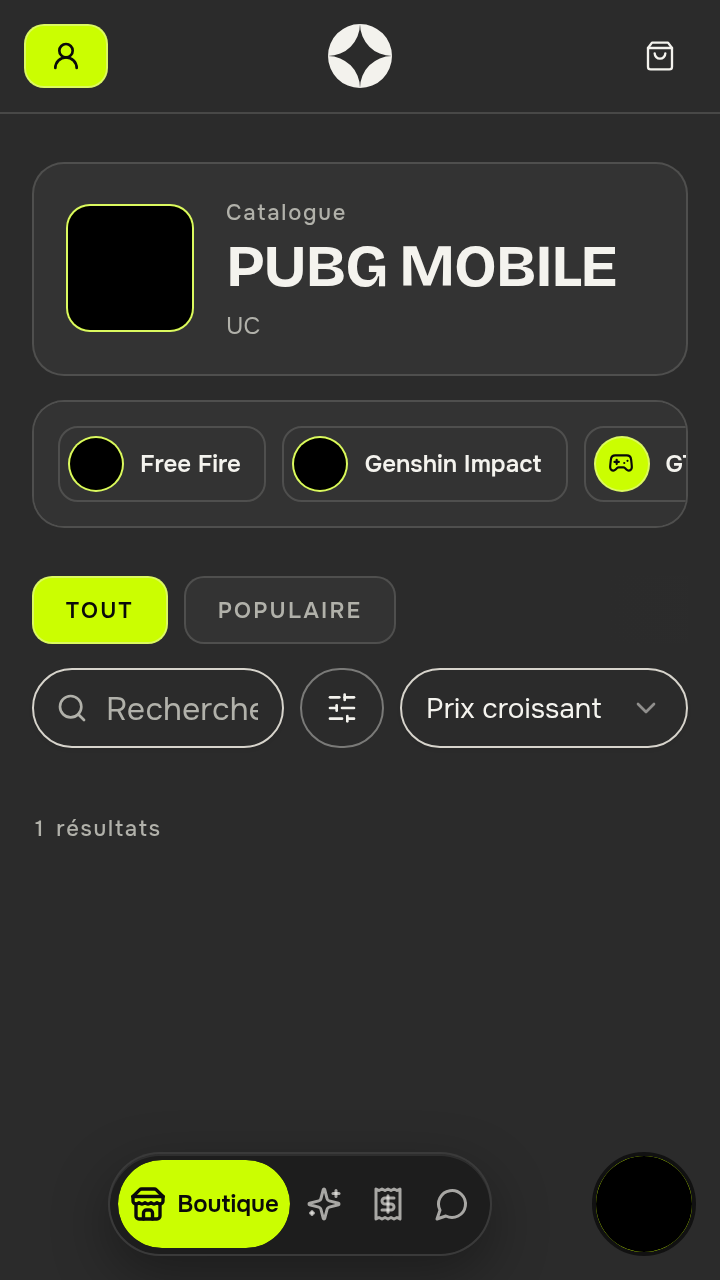 Catalogue
PUBG MOBILE
UC
Free Fire
Genshin Impact
TOUT
POPULAIRE
Recherche
Prix croissant
1 résultats
Boutique